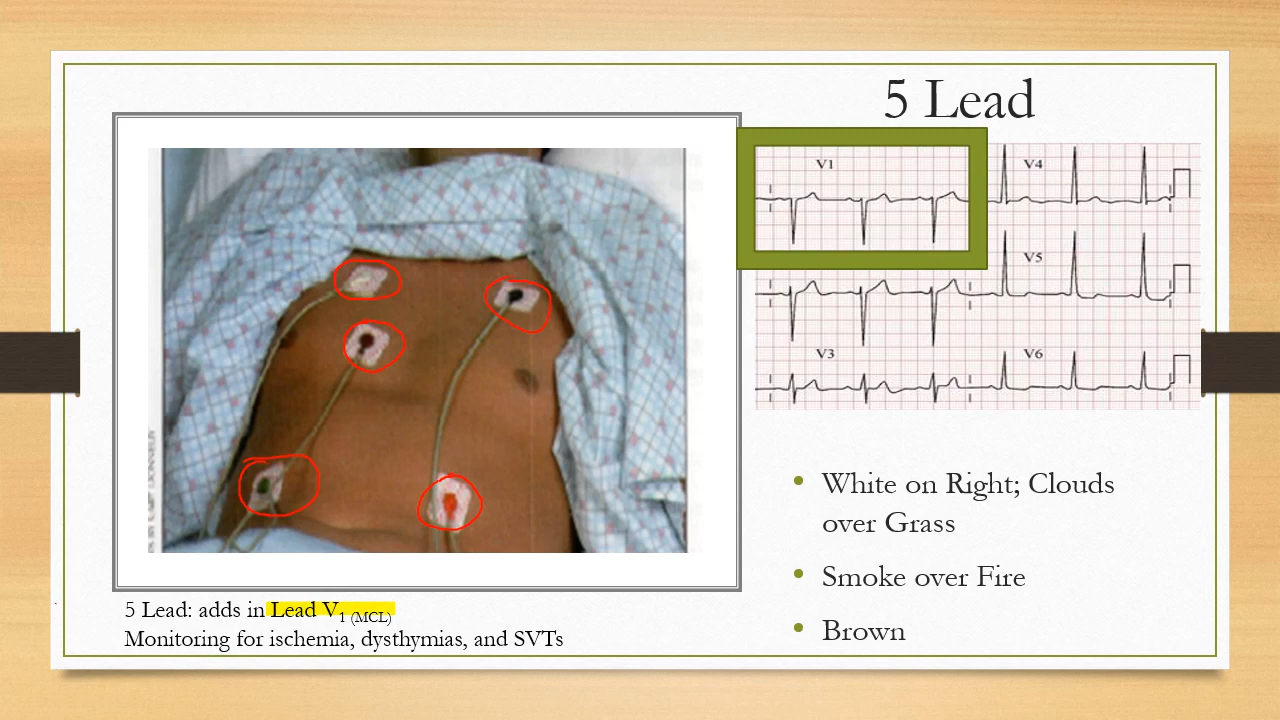 5 Lead
V1
V4
V5
V3
V6
White on Right; Clouds
over Grass
Smoke over Fire
Brown
5 Lead: adds in Lead V1 (MCL)
Monitoring for ischemia, dysthymias, and SVTs